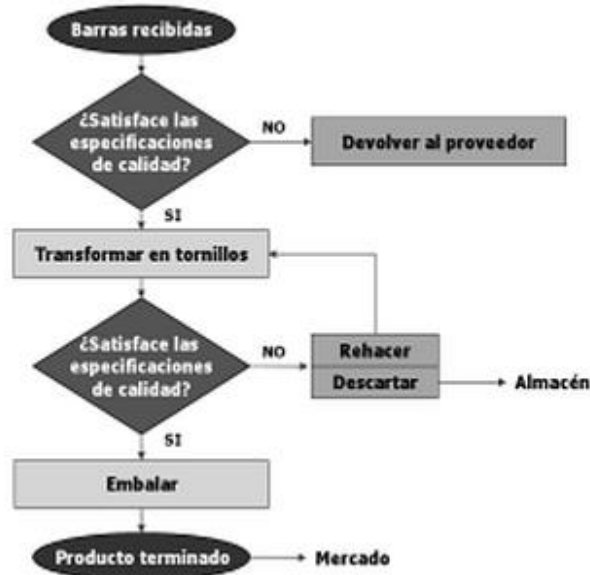 Barras recibidas
¿Satisface las
especificaciones
de calidad?
NO
Devolver al proveedor
SI
Transformar en tornillos
¿Satisface las
especificaciones
de calidad?
NO
Rehacer
Descartar
Almacén
SI
Embalar
Producto terminado
Mercado